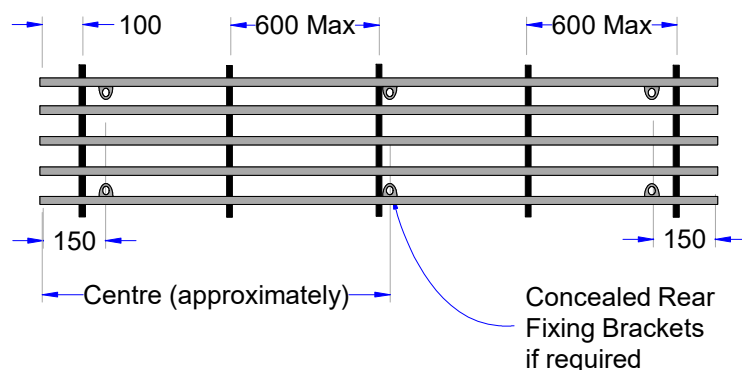 100
600 Max
600 Max
150
150
Centre (approximately)
Concealed Rear
Fixing Brackets
if required